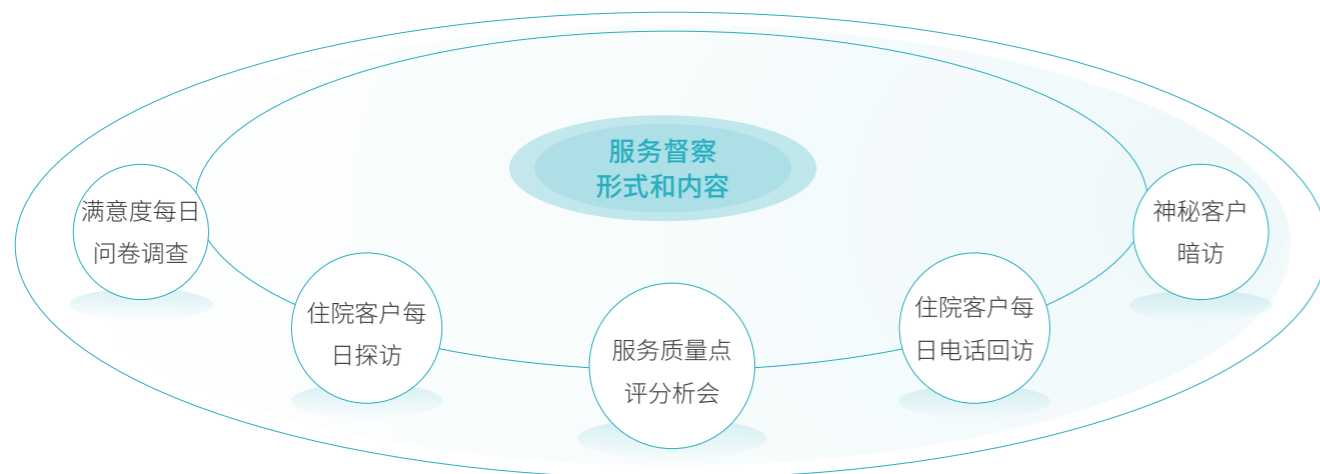 服务督察
形式和内容
满意度每日
问卷调查
住院客户每
日探访
服务质量点
评分析会
住院客户每
日电话回访
神秘客户
暗访